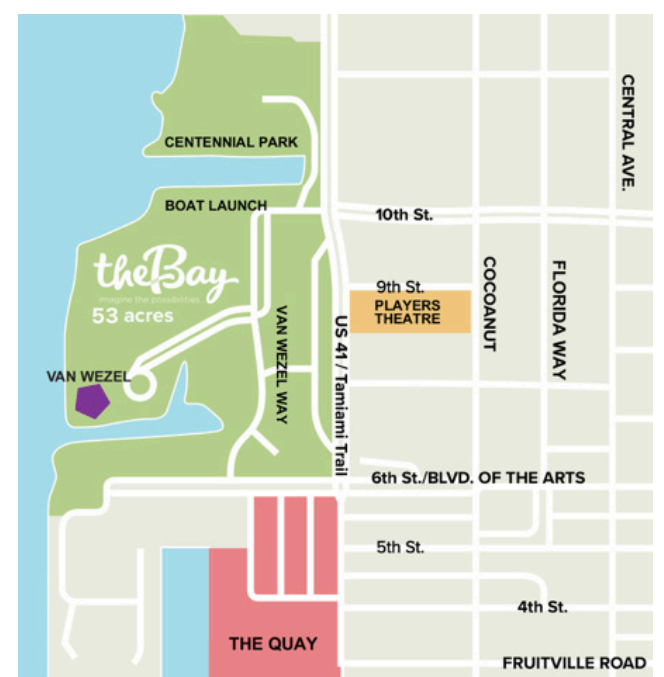 CENTRAL AVE.
CENTENNIAL PARK
BOAT LAUNCH
10th St.
theBay
imagine the possibilities
53 acres
9th St.
PLAYERS
THEATRE
COCOANUT
FLORIDA WAY
VAN WEZEL WAY
US 41 / Tamiami Trail
VAN WEZEL
6th St./BLVD. OF THE ARTS
5th St.
4th St.
THE QUAY
FRUITVILLE ROAD